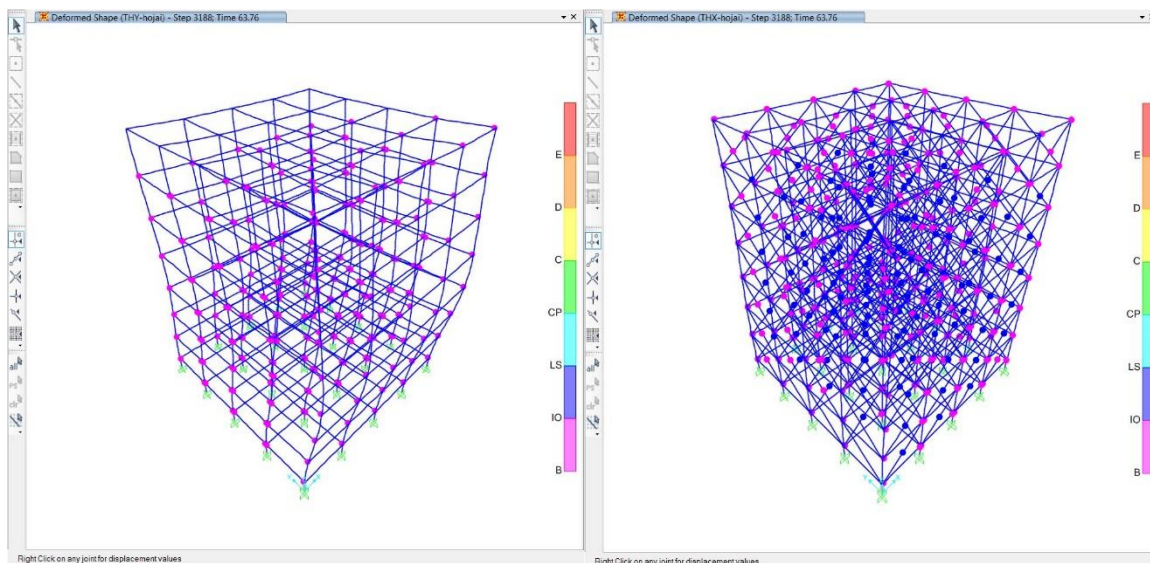 Deformed Shape (THY-hojai) - Step 3188; Time 63.76
E
D
C
CP
LS
IO
B
Right Click on any joint for displacement values
Deformed Shape (THX-hojai) - Step 3188; Time 63.76
E
D
C
CP
LS
IO
B
Right Click on any joint for displacement values